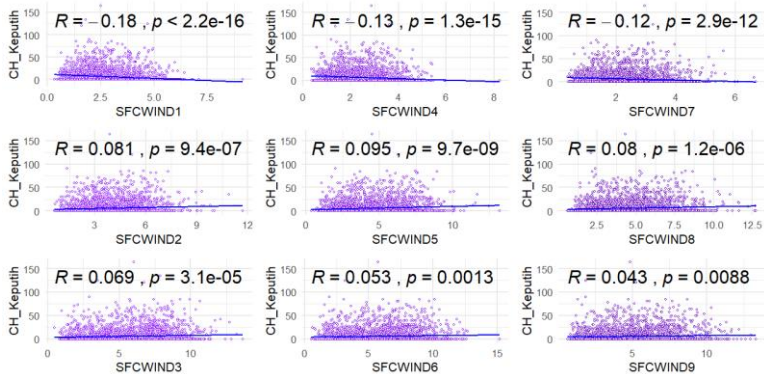 R = −0.18 , p < 2.2e-16
CH_Keputih
150
100
50
0
0.0 2.5 5.0 7.5
SFCWIND1
R = −0.13 , p = 1.3e-15
CH_Keputih
150
100
50
0
0 2 4 6 8
SFCWIND4
R = −0.12 , p = 2.9e-12
CH_Keputih
150
100
50
0
2 4 6
SFCWIND7
R = 0.081 , p = 9.4e-07
CH_Keputih
150
100
50
0
3 6 9 12
SFCWIND2
R = 0.095 , p = 9.7e-09
CH_Keputih
150
100
50
0
0 5 10
SFCWIND5
R = 0.08 , p = 1.2e-06
CH_Keputih
150
100
50
0
2.5 5.0 7.5 10.0 12.5
SFCWIND8
R = 0.069 , p = 3.1e-05
CH_Keputih
150
100
50
0
0 5 10
SFCWIND3
R = 0.053 , p = 0.0013
CH_Keputih
150
100
50
0
0 5 10 15
SFCWIND6
R = 0.043 , p = 0.0088
CH_Keputih
150
100
50
0
5 10
SFCWIND9